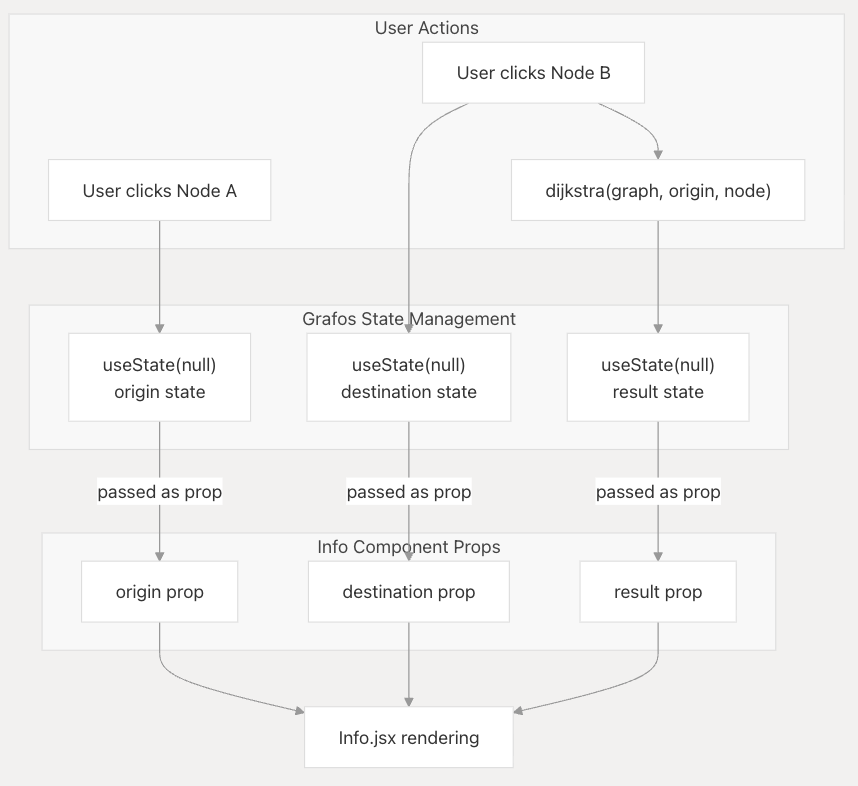 User Actions
User clicks Node B
User clicks Node A
dijkstra(graph, origin, node)
Grafos State Management
useState(null)
origin state
useState(null)
destination state
useState(null)
result state
passed as prop
passed as prop
passed as prop
Info Component Props
origin prop
destination prop
result prop
Info.jsx rendering